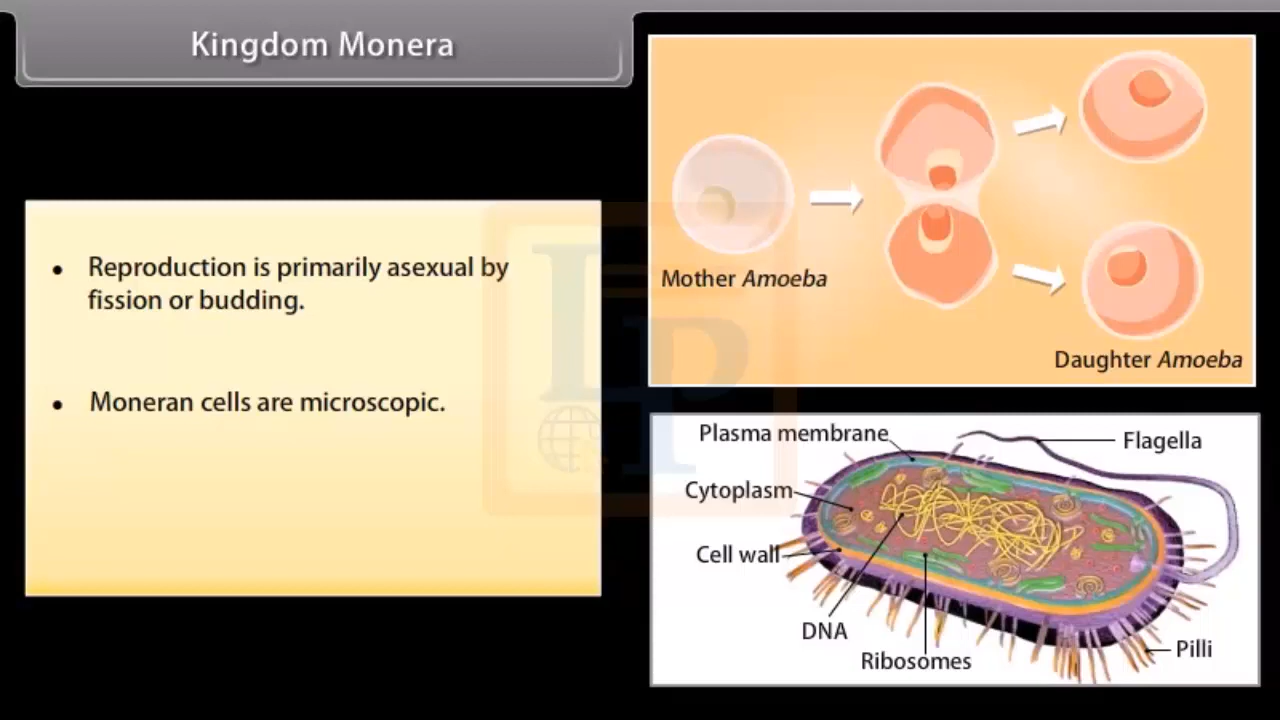 Kingdom Monera
• Reproduction is primarily asexual by
fission or budding.
• Moneran cells are microscopic.
Mother Amoeba
Daughter Amoeba
Plasma membrane
Flagella
Cytoplasm
Cell wall
DNA
Ribosomes
Pilli